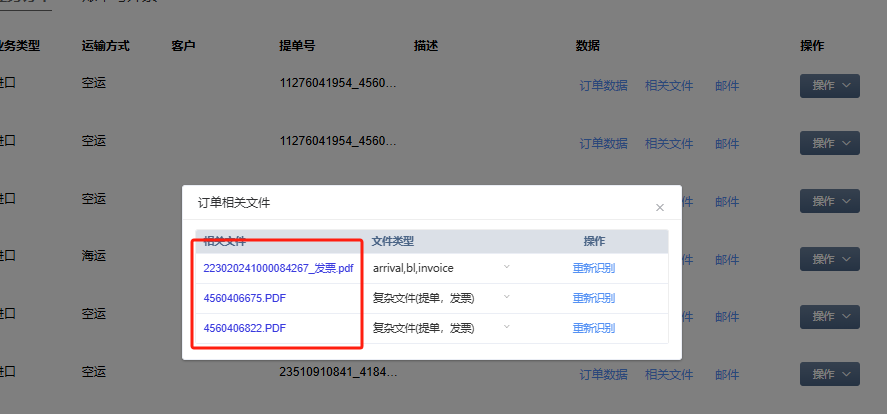 业务类型 运输方式 客户 提单号 描述 数据 操作
进口 空运 11276041954_4560... 订单数据 相关文件 邮件 操作
进口 空运 11276041954_4560... 订单数据 相关文件 邮件 操作
进口 空运 邮件 操作
进口 海运 邮件 操作
进口 空运 邮件 操作
进口 空运 23510910841_4184... 订单数据 相关文件 邮件 操作
订单相关文件
相关文件 文件类型 操作
223020241000084267_发票.pdf arrival,bl,invoice 重新识别
4560406675.PDF 复杂文件(提单，发票) 重新识别
4560406822.PDF 复杂文件(提单，发票) 重新识别